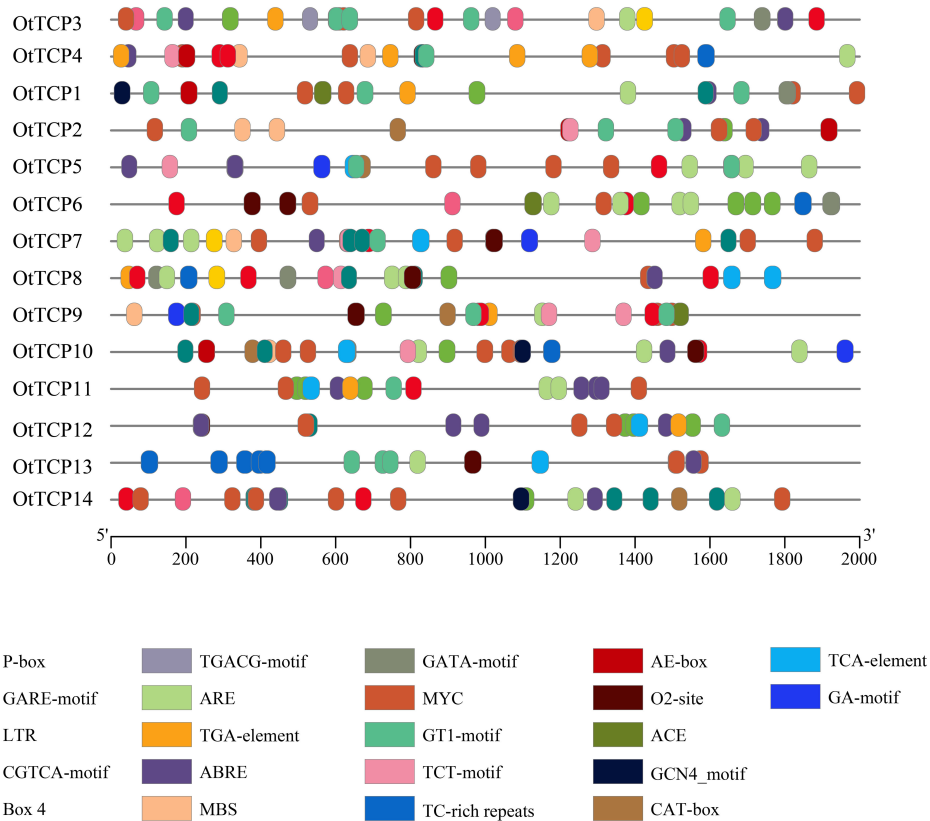 OtTCP3
OtTCP4
OtTCP1
OtTCP2
OtTCP5
OtTCP6
OtTCP7
OtTCP8
OtTCP9
OtTCP10
OtTCP11
OtTCP12
OtTCP13
OtTCP14
5' 3'
0 200 400 600 800 1000 1200 1400 1600 1800 2000
P-box TGACG-motif GATA-motif AE-box TCA-element
GARE-motif ARE MYC O2-site GA-motif
LTR TGA-element GT1-motif ACE
CGTCA-motif ABRE TCT-motif GCN4_motif
Box 4 MBS TC-rich repeats CAT-box